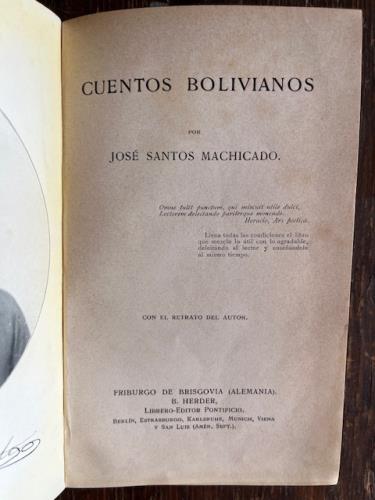 CUENTOS BOLIVIANOS
POR
JOSÉ SANTOS MACHICADO.
Omne tulit punctum, qui miscuit utile dulci,
Lectorem delectando pariterque monendo.
Horacio, Ars poética.
Llena todas las condiciones el libro
que mezcla lo útil con lo agradable,
deleitando al lector y enseñándole
al mismo tiempo.
CON EL RETRATO DEL AUTOR.
FRIBURGO DE BRISGOVIA (ALEMANIA).
B. HERDER,
LIBRERO-EDITOR PONTIFICIO.
BERLÍN, ESTRASBURGO, KARLSRUHE, MUNICH, VIENA
Y SAN LUIS (AMÉR. SEPT.).